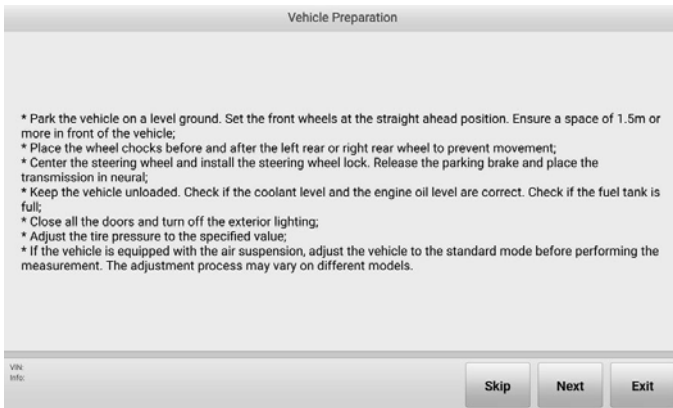 Vehicle Preparation
* Park the vehicle on a level ground. Set the front wheels at the straight ahead position. Ensure a space of 1.5m or
more in front of the vehicle;
* Place the wheel chocks before and after the left rear or right rear wheel to prevent movement;
* Center the steering wheel and install the steering wheel lock. Release the parking brake and place the
transmission in neural;
* Keep the vehicle unloaded. Check if the coolant level and the engine oil level are correct. Check if the fuel tank is
full;
* Close all the doors and turn off the exterior lighting;
* Adjust the tire pressure to the specified value;
* If the vehicle is equipped with the air suspension, adjust the vehicle to the standard mode before performing the
measurement. The adjustment process may vary on different models.
VIN:
Info:
Skip Next Exit